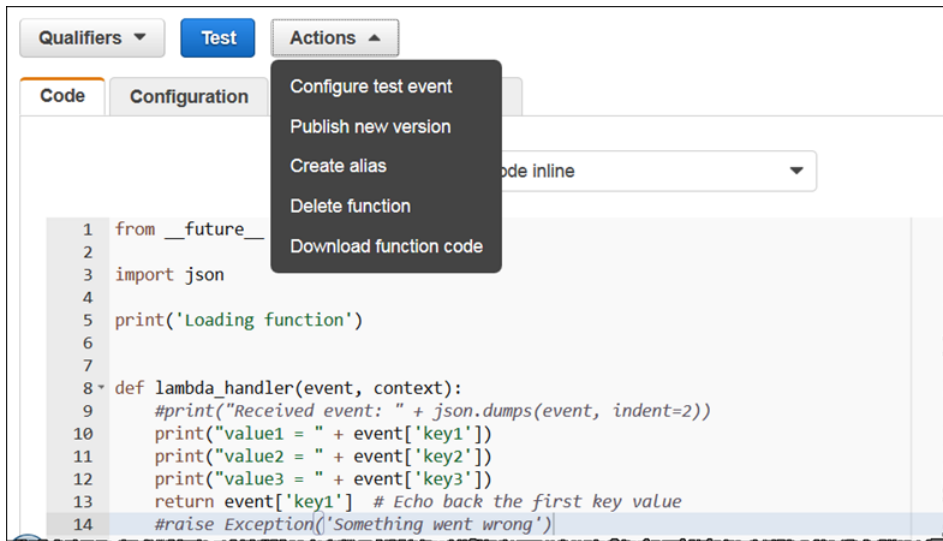 Qualifiers Test Actions
Configure test event
Publish new version
Create alias
Delete function
Download function code
Code Configuration
inline
1 from __future__
2
3 import json
4
5 print('Loading function')
6
7
8 def lambda_handler(event, context):
9 #print("Received event: " + json.dumps(event, indent=2))
10 print("value1 = " + event['key1'])
11 print("value2 = " + event['key2'])
12 print("value3 = " + event['key3'])
13 return event['key1']  # Echo back the first key value
14 #raise Exception('Something went wrong')